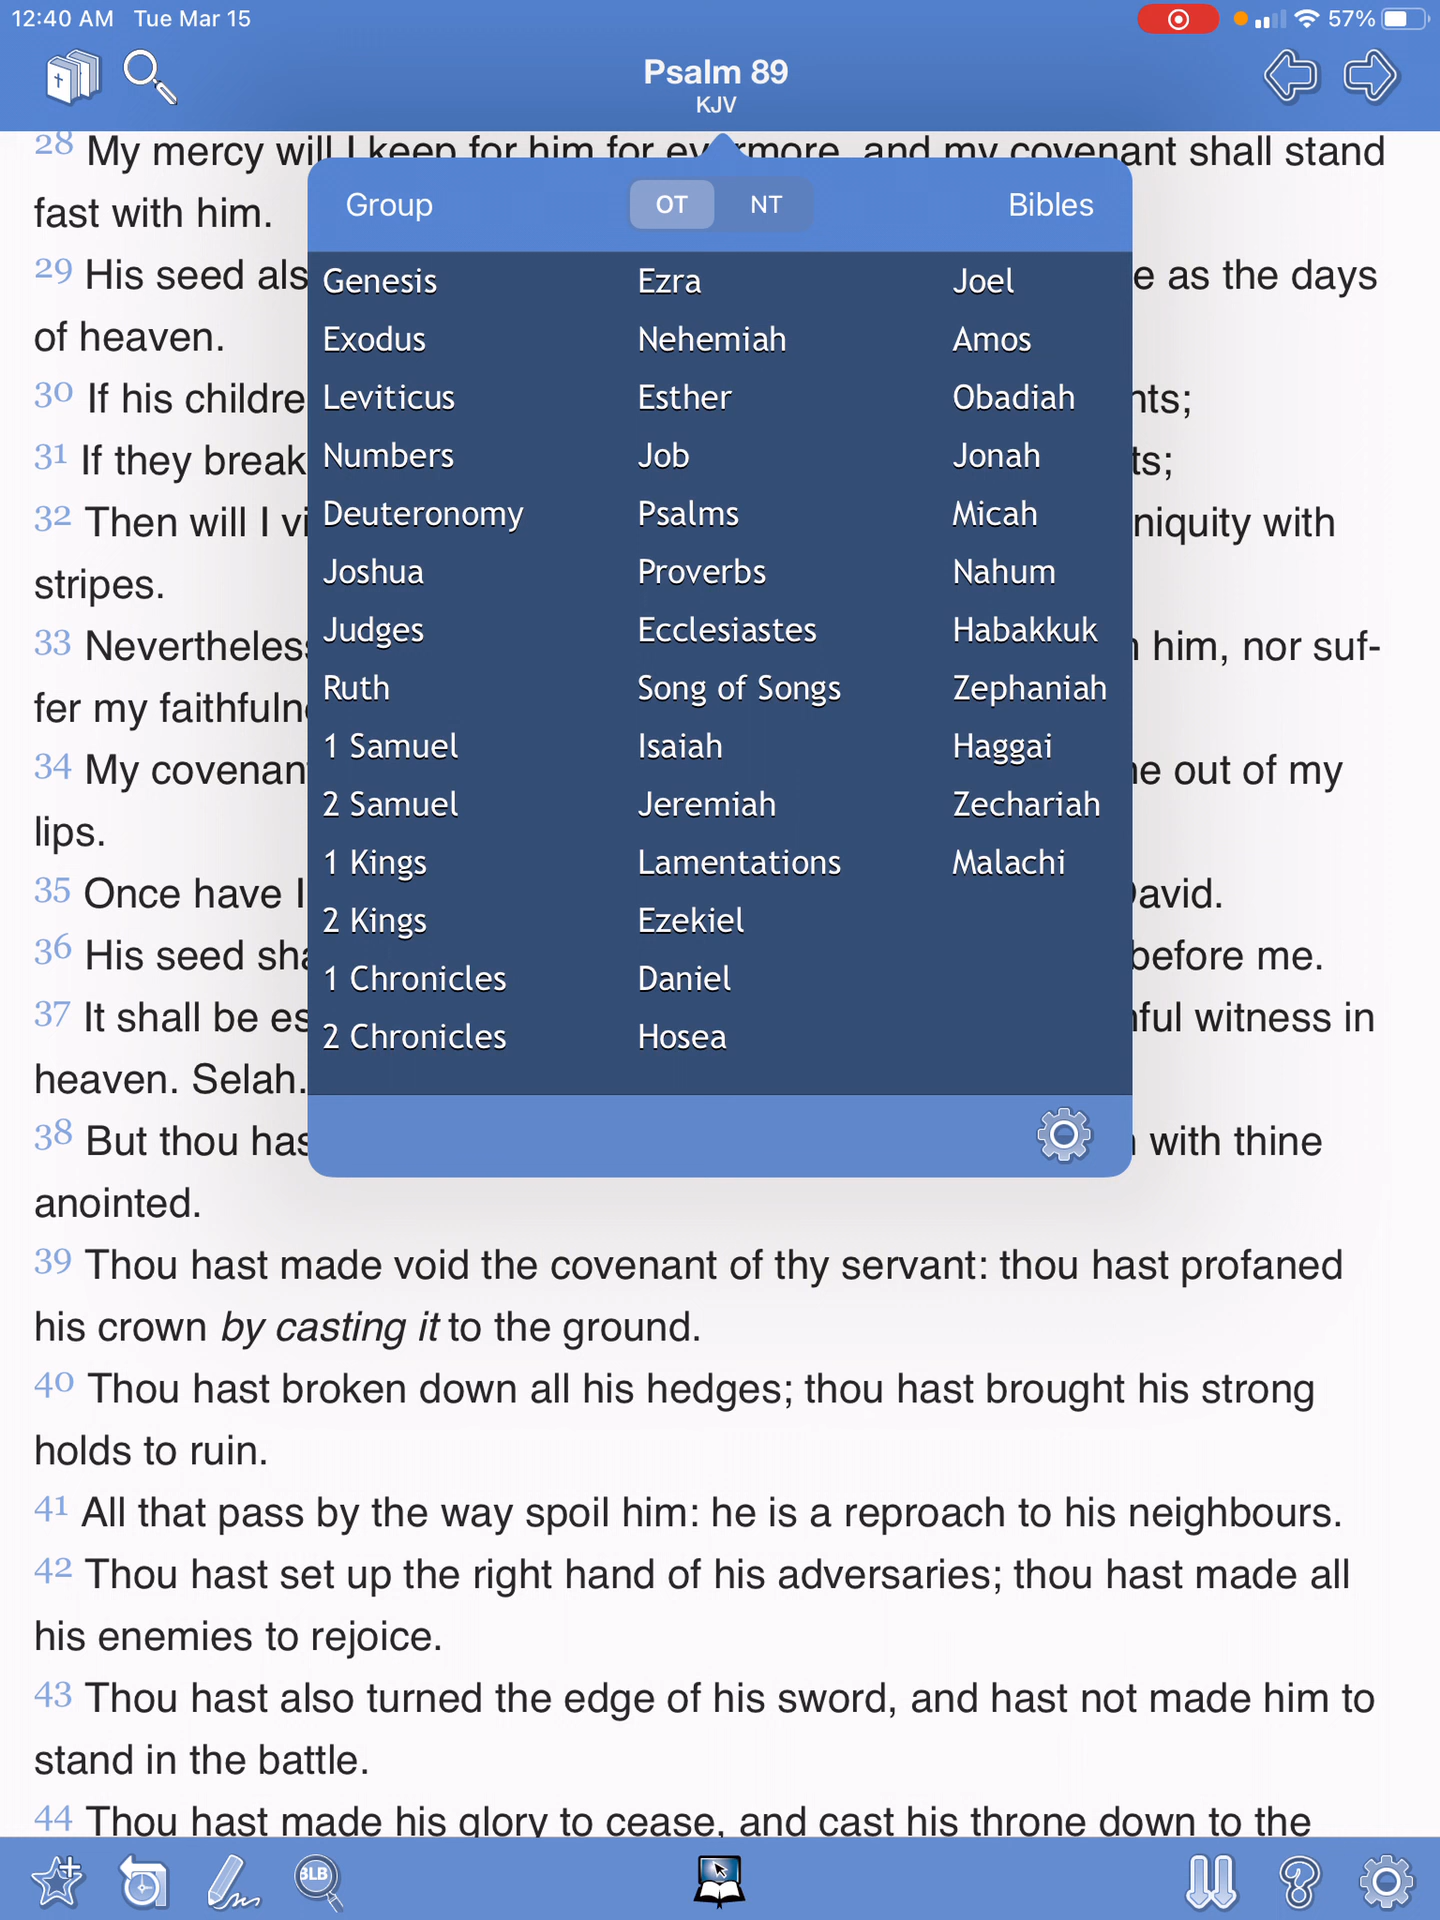 12:40 AM Tue Mar 15
57%
Psalm 89
KJV
28 My mercy will I keep for him for evermore, and my covenant shall stand
fast with him.
29 His seed als
e as the days
of heaven.
30 If his childre
nts;
31 If they break
ts;
32 Then will I vi
niquity with
stripes.
33 Nevertheless
him, nor suf-
fer my faithfuln
34 My covenan
e out of my
lips.
35 Once have I
David.
36 His seed sha
before me.
37 It shall be es
ful witness in
heaven. Selah.
38 But thou has
with thine
anointed.
Group
OT
NT
Bibles
Genesis
Exodus
Leviticus
Numbers
Deuteronomy
Joshua
Judges
Ruth
1 Samuel
2 Samuel
1 Kings
2 Kings
1 Chronicles
2 Chronicles
Ezra
Nehemiah
Esther
Job
Psalms
Proverbs
Ecclesiastes
Song of Songs
Isaiah
Jeremiah
Lamentations
Ezekiel
Daniel
Hosea
Joel
Amos
Obadiah
Jonah
Micah
Nahum
Habakkuk
Zephaniah
Haggai
Zechariah
Malachi
39 Thou hast made void the covenant of thy servant: thou hast profaned
his crown by casting it to the ground.
40 Thou hast broken down all his hedges; thou hast brought his strong
holds to ruin.
41 All that pass by the way spoil him: he is a reproach to his neighbours.
42 Thou hast set up the right hand of his adversaries; thou hast made all
his enemies to rejoice.
43 Thou hast also turned the edge of his sword, and hast not made him to
stand in the battle.
44 Thou hast made his glory to cease, and cast his throne down to the
BLB